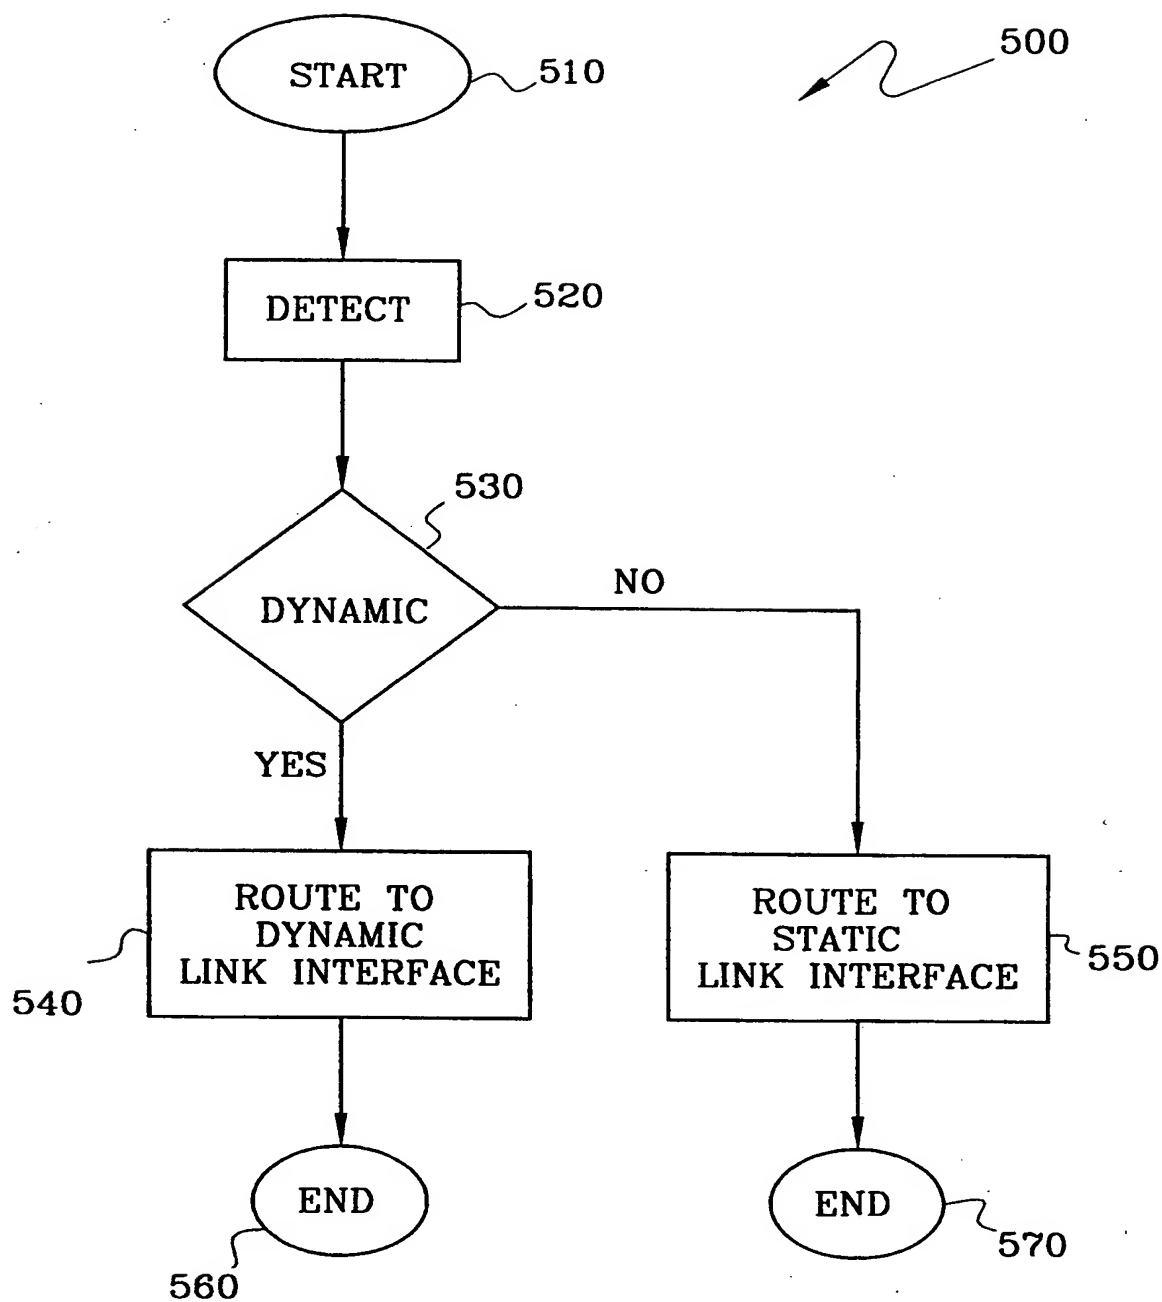 500
START
510
DETECT
520
530
DYNAMIC
NO
YES
ROUTE TO
DYNAMIC
LINK INTERFACE
540
ROUTE TO
STATIC
LINK INTERFACE
550
END
560
END
570